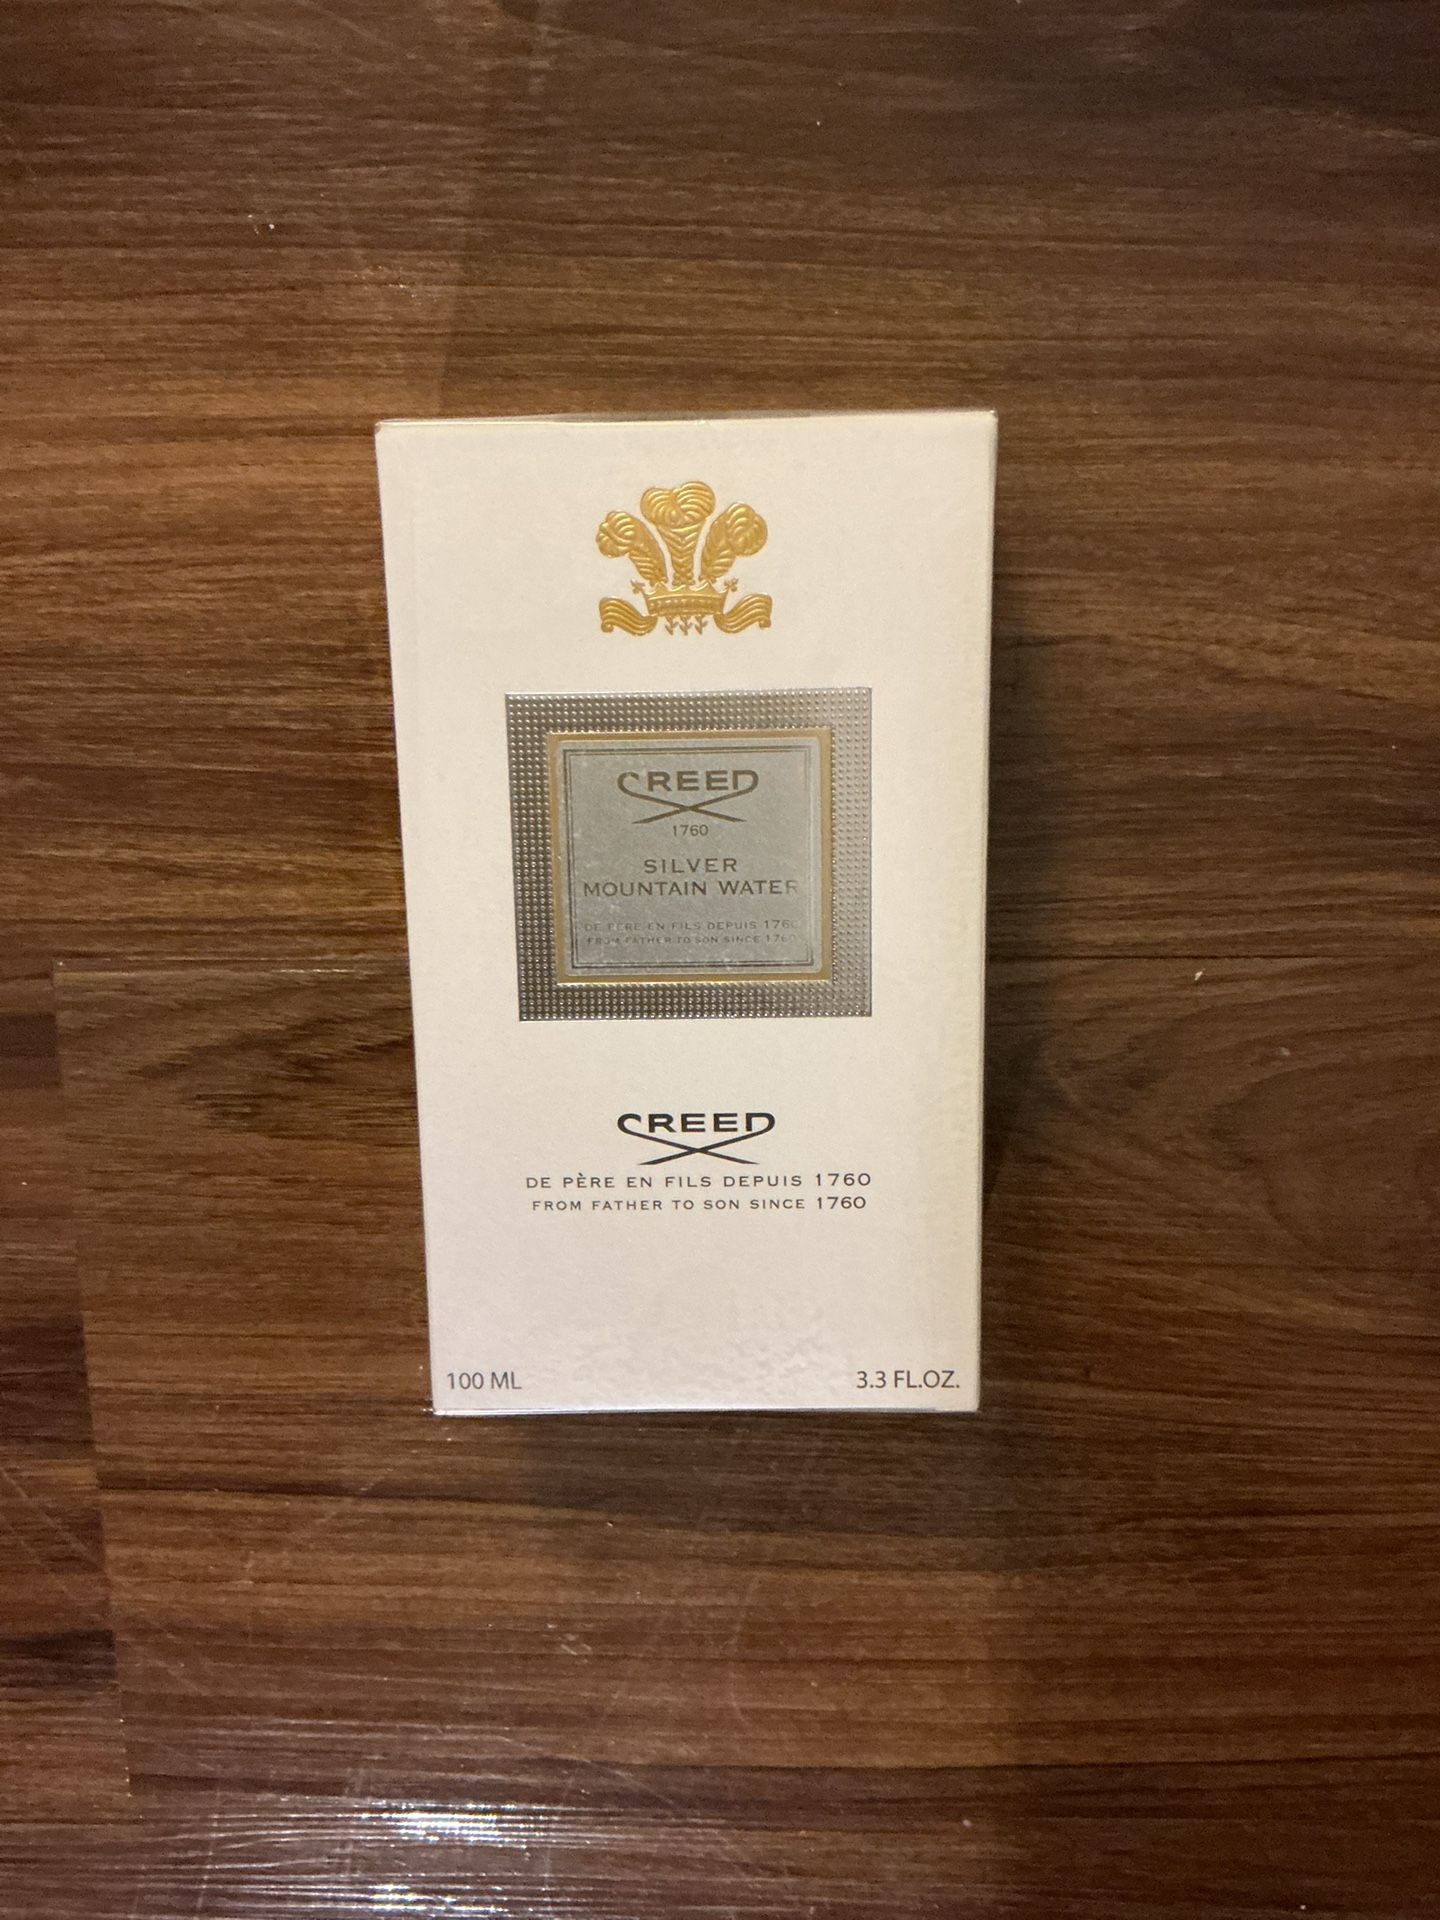 CREED
1760
SILVER
MOUNTAIN WATER
DE PÈRE EN FILS DEPUIS 1760
FROM FATHER TO SON SINCE 1760
CREED
DE PÈRE EN FILS DEPUIS 1760
FROM FATHER TO SON SINCE 1760
100 ML 3.3 FL.OZ.